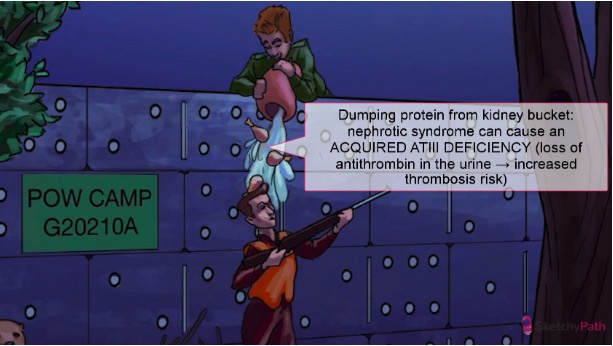 Dumping protein from kidney bucket:
nephrotic syndrome can cause an
ACQUIRED ATIII DEFICIENCY (loss of
antithrombin in the urine → increased
thrombosis risk)
POW CAMP
G20210A
SketchyPath